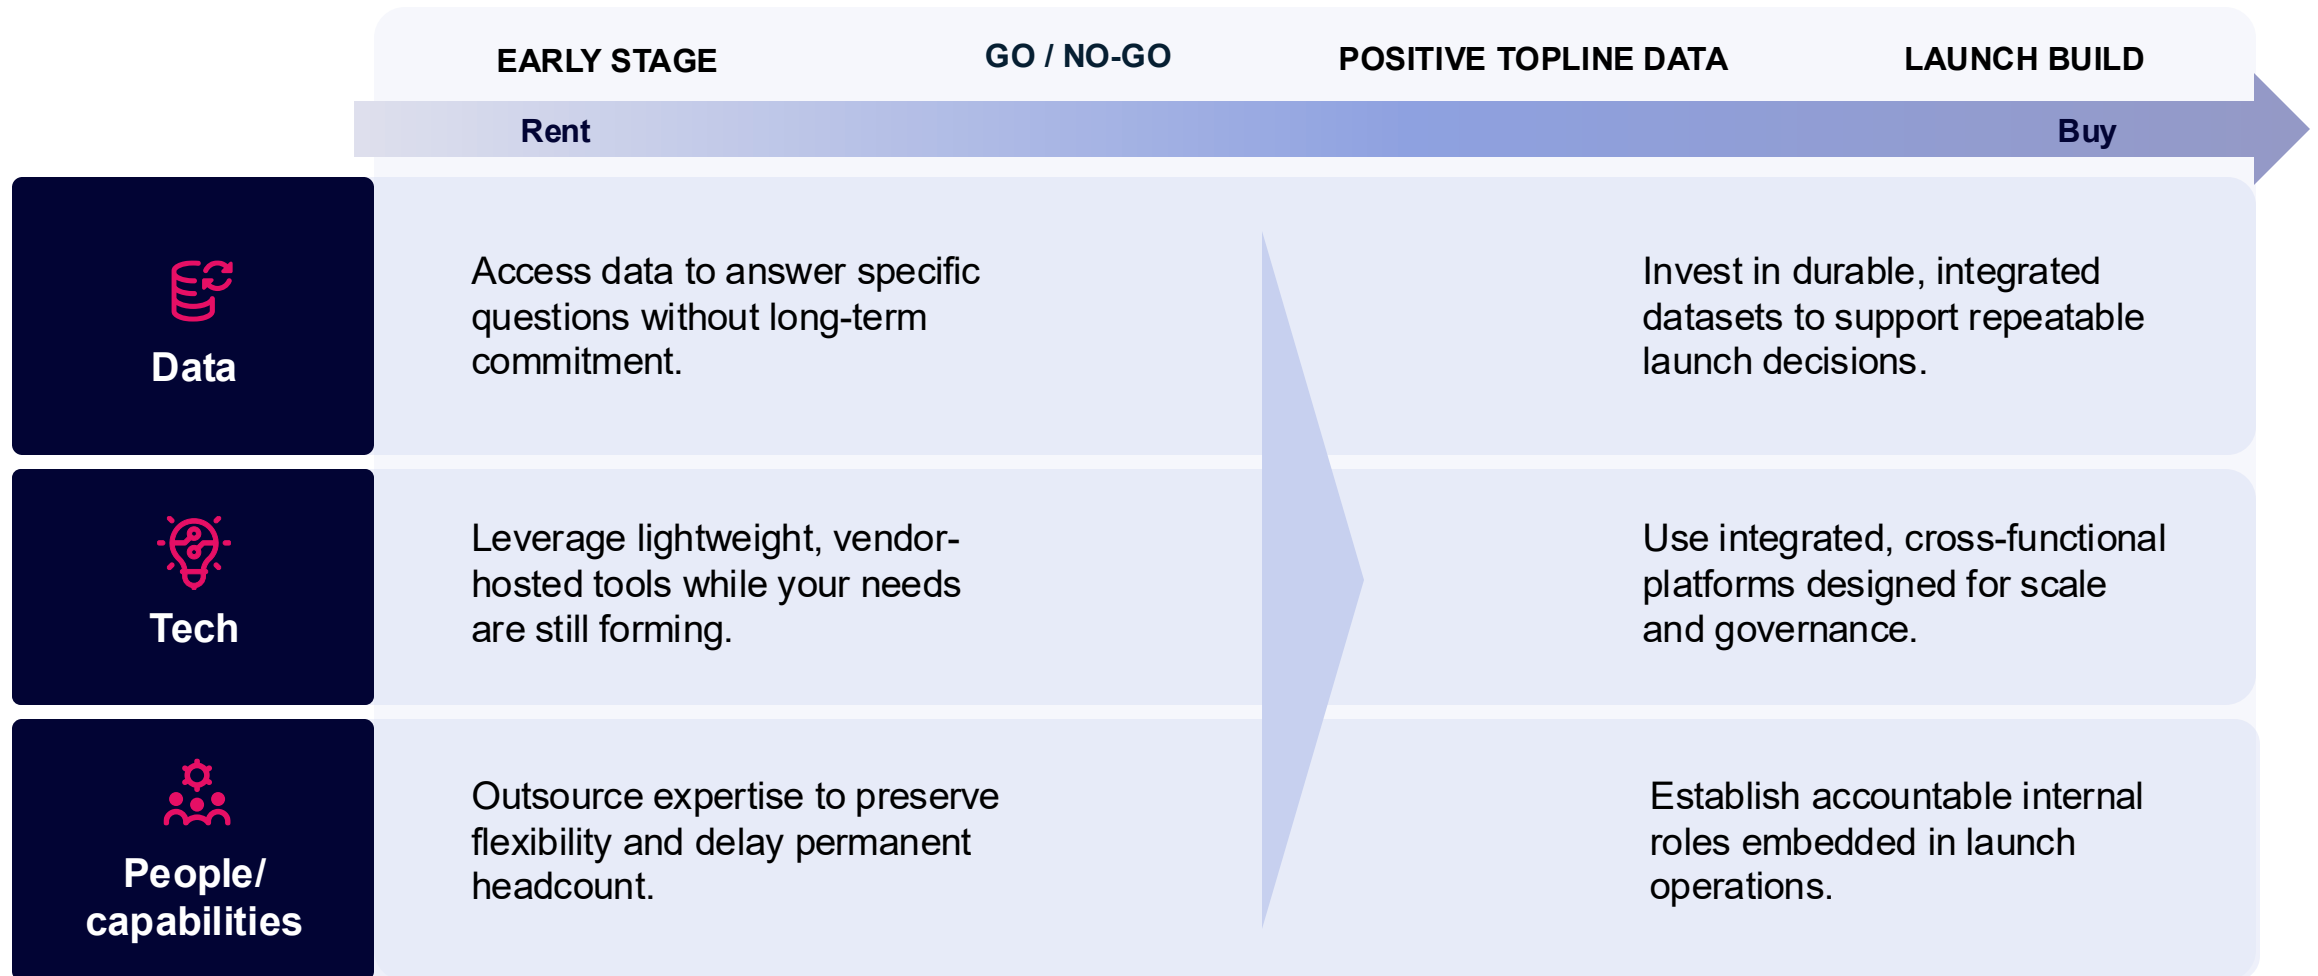 EARLY STAGE
GO / NO-GO
POSITIVE TOPLINE DATA
LAUNCH BUILD
Rent
Buy
Data
Access data to answer specific
questions without long-term
commitment.
Invest in durable, integrated
datasets to support repeatable
launch decisions.
Tech
Leverage lightweight, vendor-
hosted tools while your needs
are still forming.
Use integrated, cross-functional
platforms designed for scale
and governance.
People/
capabilities
Outsource expertise to preserve
flexibility and delay permanent
headcount.
Establish accountable internal
roles embedded in launch
operations.